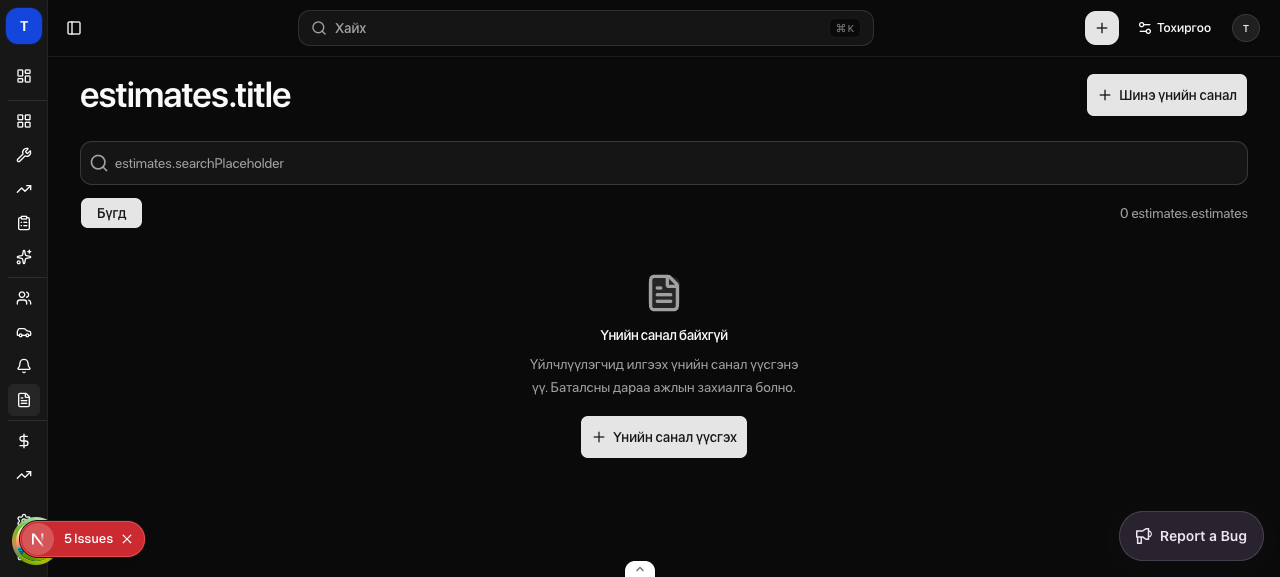 T
Хайх
⌘ K
Тохиргоо
T
estimates.title
Шинэ үнийн санал
estimates.searchPlaceholder
Бүгд
0 estimates.estimates
Үнийн санал байхгүй
Үйлчлүүлэгчид илгээх үнийн санал үүсгэнэ
үү. Баталсны дараа ажлын захиалга болно.
Үнийн санал үүсгэх
N
5 Issues
Report a Bug